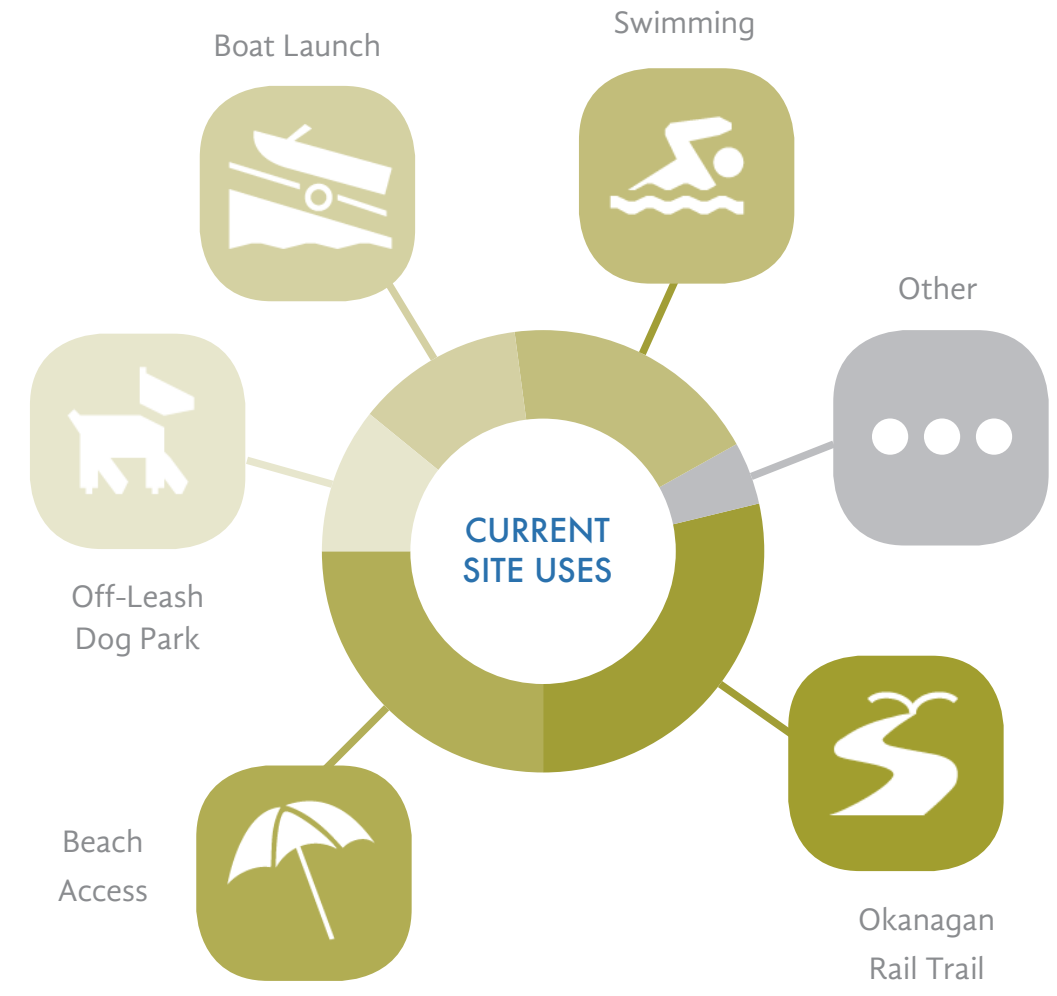 Swimming
Boat Launch
Other
CURRENT
SITE USES
Off-Leash
Dog Park
Beach
Access
Okanagan
Rail Trail